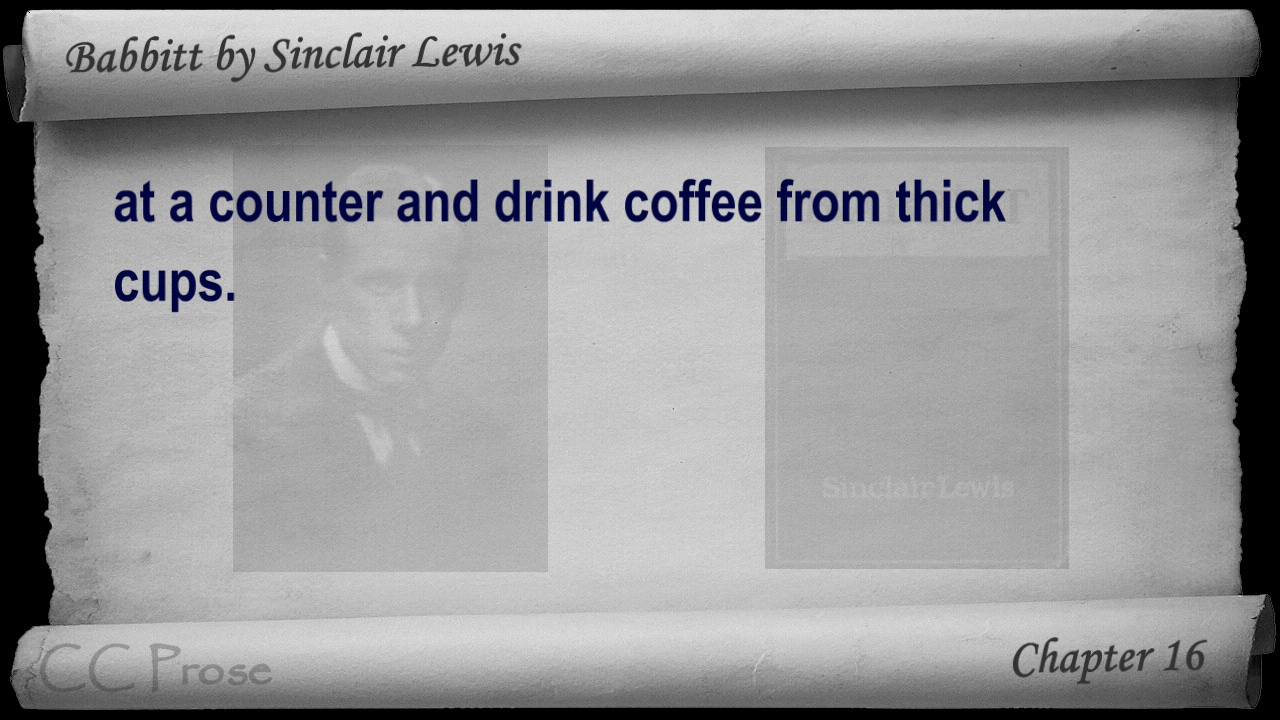 Babbitt by Sinclair Lewis
at a counter and drink coffee from thick
cups.
Sinclair Lewis
CC Prose
Chapter 16